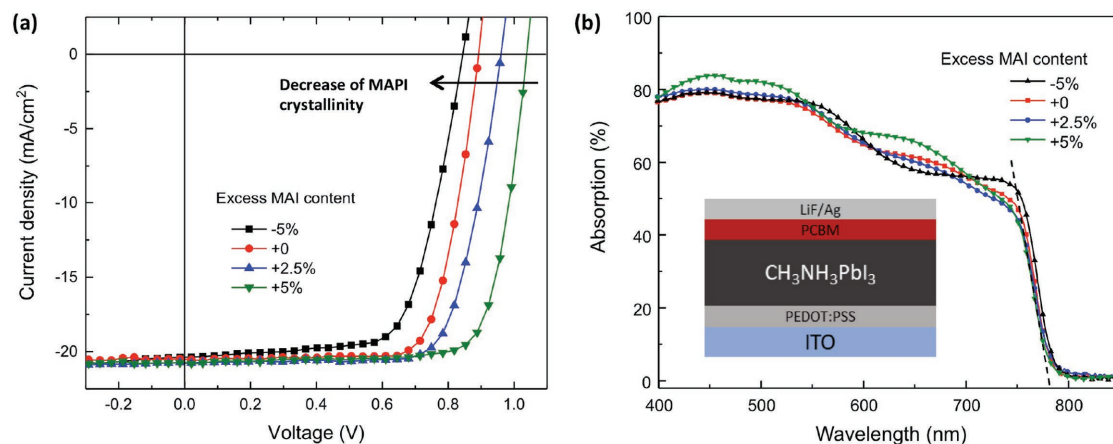 (a)
0
-5
-10
-15
-20
Current density (mA/cm²)
-0.2
0.0
0.2
0.4
0.6
0.8
1.0
Voltage (V)
Decrease of MAPI
crystallinity
Excess MAI content
-5%
+0
+2.5%
+5%
(b)
100
80
60
40
20
0
Absorption (%)
400
500
600
700
800
Wavelength (nm)
Excess MAI content
-5%
+0
+2.5%
+5%
LiF/Ag
PCBM
CH₃NH₃PbI₃
PEDOT:PSS
ITO